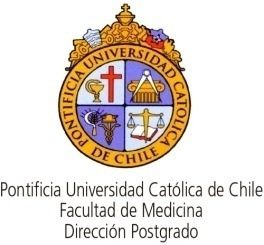 PONTIFICIA UNIVERSIDAD CATOLICA
DE CHILE
Pontificia Universidad Católica de Chile
Facultad de Medicina
Dirección Postgrado